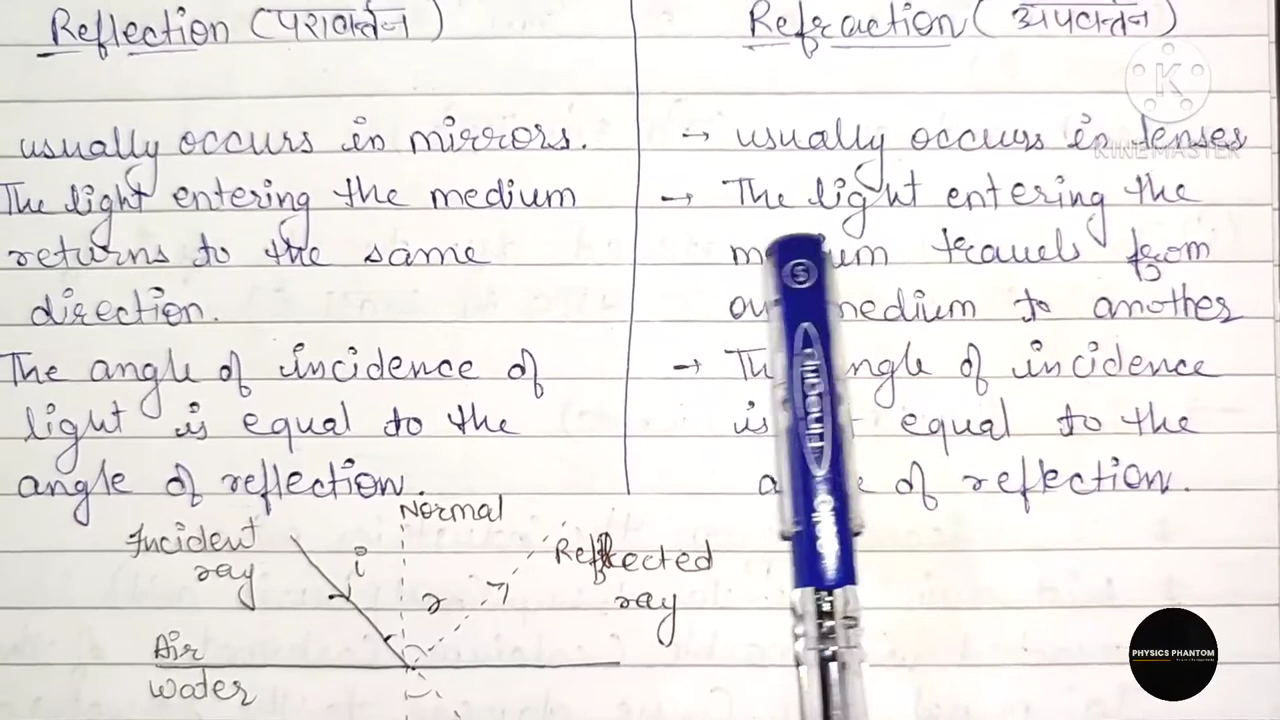 Reflection (परावर्तन)
usually occurs in mirrors.
The light entering the medium
returns to the same
direction.
The angle of incidence of
light is equal to the
angle of reflection.
Refraction (अपवर्तन)
→ usually occurs in lenses
→ The light entering the
travels from
medium to another
→ of incidence
is equal to the
of reflection.
Normal
Incident
ray
i
r
Reflected
ray
Air
Water
K
KINEMASTER
PHYSICS PHANTOM